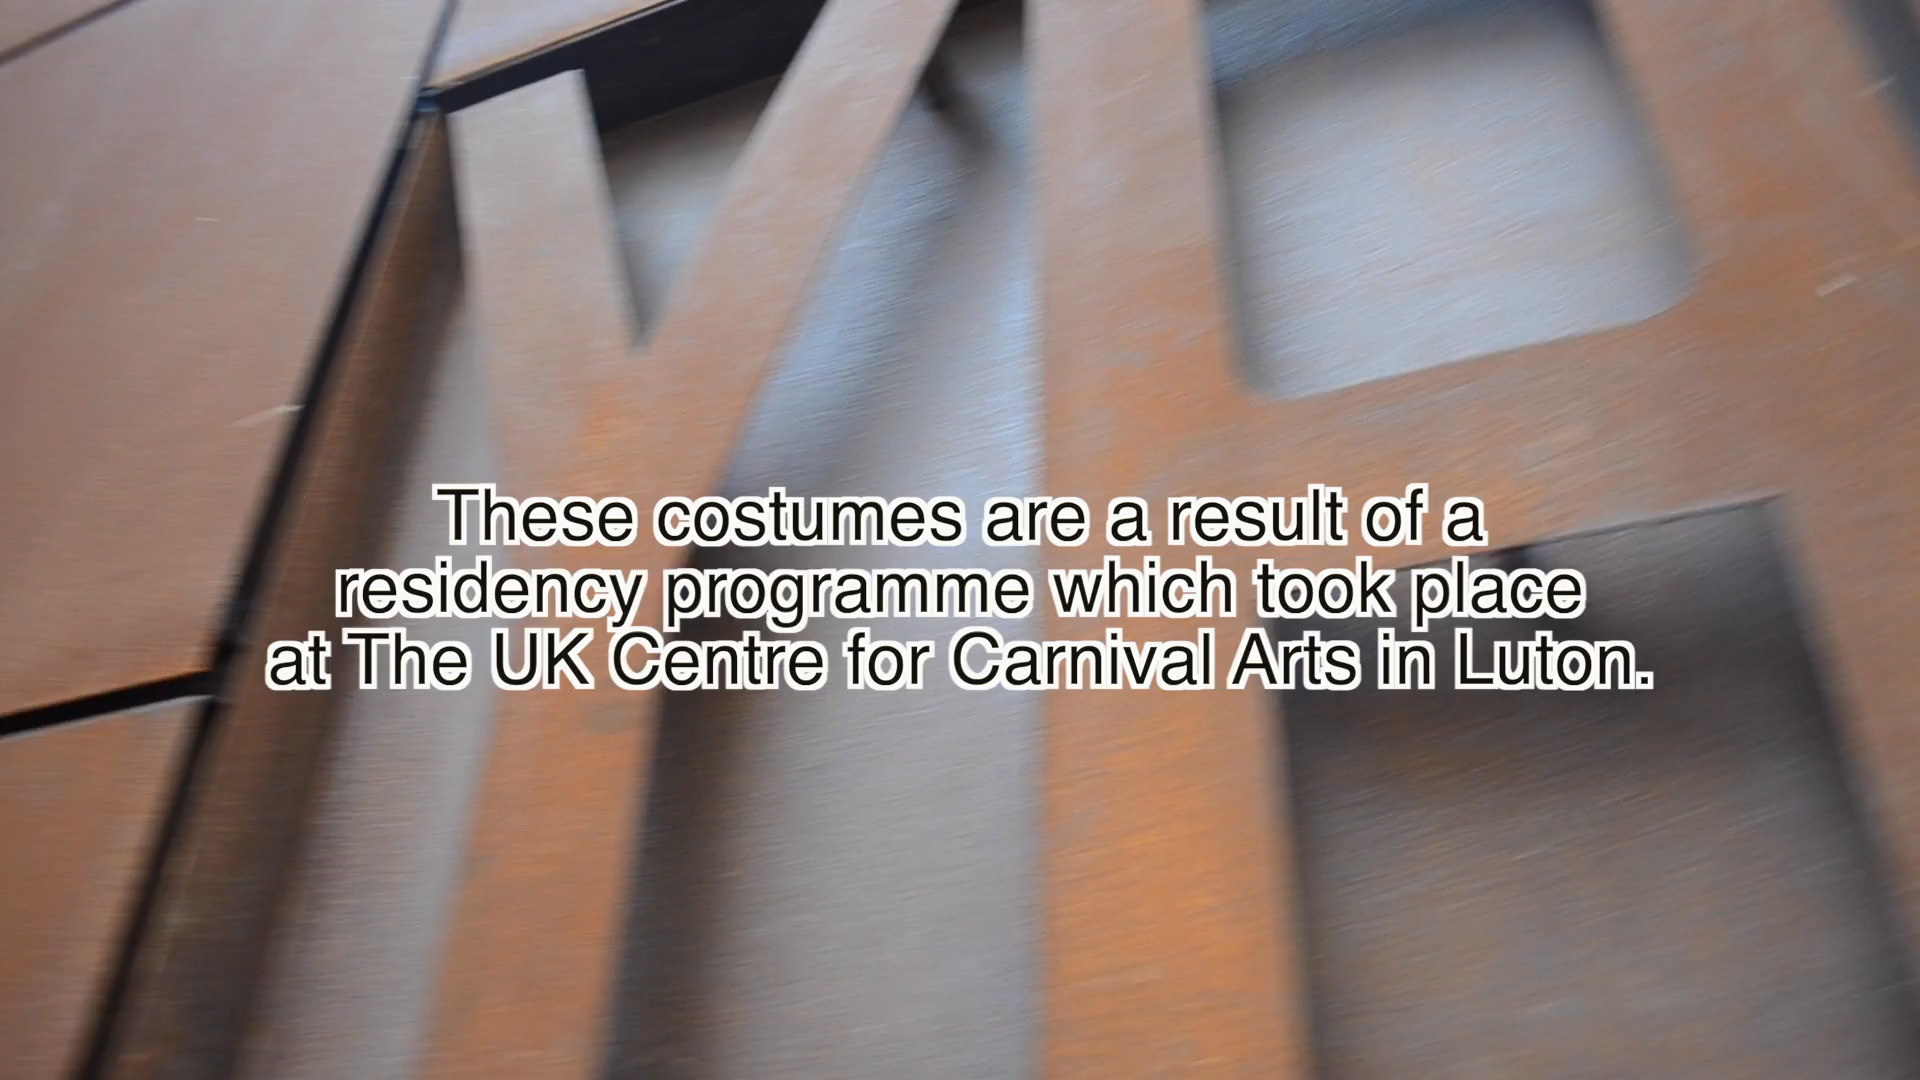 These costumes are a result of a
residency programme which took place
at The UK Centre for Carnival Arts in Luton.